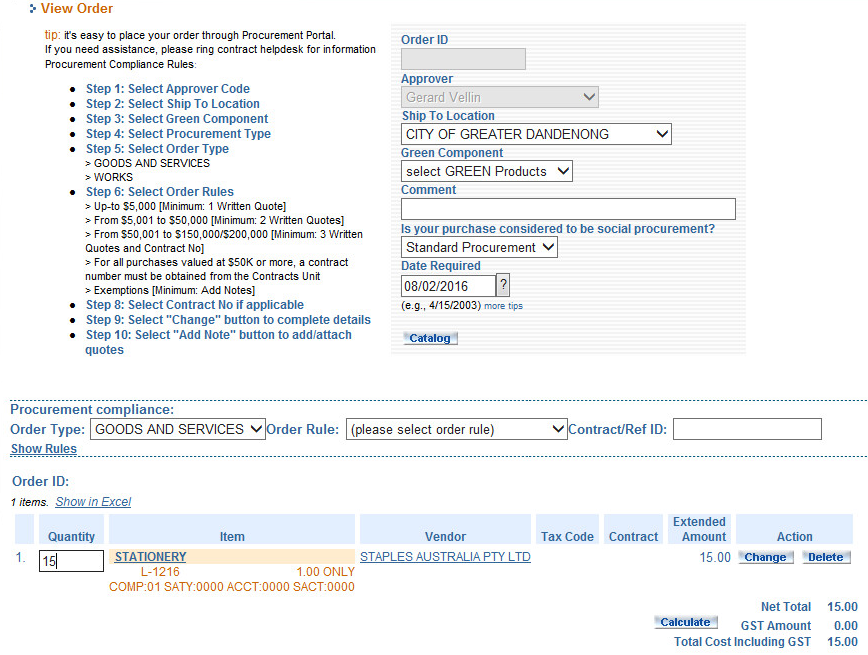 View Order
tip: it's easy to place your order through Procurement Portal.
If you need assistance, please ring contract helpdesk for information
Procurement Compliance Rules:
Step 1: Select Approver Code
Step 2: Select Ship To Location
Step 3: Select Green Component
Step 4: Select Procurement Type
Step 5: Select Order Type
> GOODS AND SERVICES
> WORKS
Step 6: Select Order Rules
> Up-to $5,000 [Minimum: 1 Written Quote]
> From $5,001 to $50,000 [Minimum: 2 Written Quotes]
> From $50,001 to $150,000/$200,000 [Minimum: 3 Written
Quotes and Contract No]
> For all purchases valued at $50K or more, a contract
number must be obtained from the Contracts Unit
> Exemptions [Minimum: Add Notes]
Step 8: Select Contract No if applicable
Step 9: Select "Change" button to complete details
Step 10: Select "Add Note" button to add/attach
quotes
Order ID
Approver
Gerard Vellin
Ship To Location
CITY OF GREATER DANDENONG
Green Component
select GREEN Products
Comment
Is your purchase considered to be social procurement?
Standard Procurement
Date Required
08/02/2016 ?
(e.g., 4/15/2003) more tips
Catalog
Procurement compliance:
Order Type: GOODS AND SERVICES Order Rule: (please select order rule) Contract/Ref ID:
Show Rules
Order ID:
1 items. Show in Excel
Quantity Item Vendor Tax Code Contract Extended Amount Action
1. 15 STATIONERY STAPLES AUSTRALIA PTY LTD 15.00 Change Delete
L-1216 1.00 ONLY
COMP:01 SATY:0000 ACCT:0000 SACT:0000
Net Total 15.00
Calculate GST Amount 0.00
Total Cost Including GST 15.00